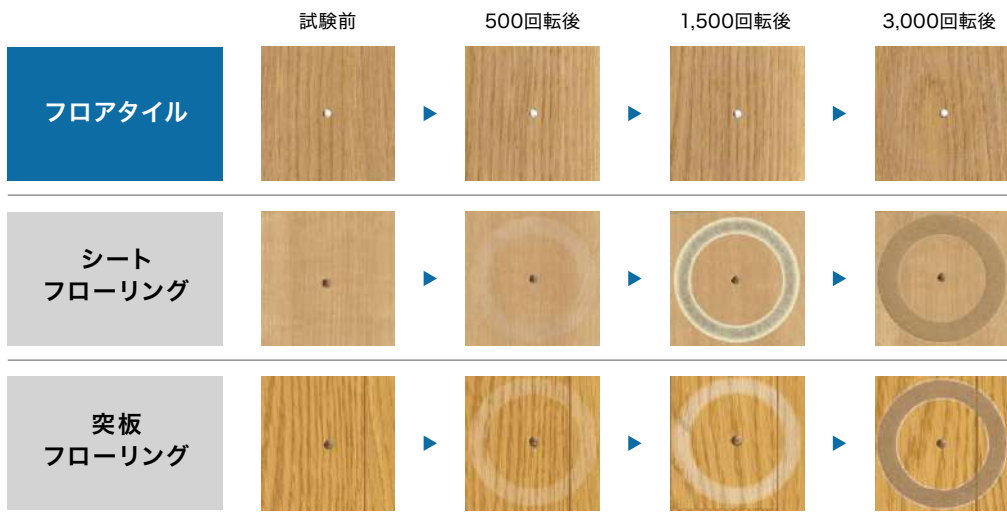 試験前
500回転後
1,500回転後
3,000回転後
フロアタイル
シート
フローリング
突板
フローリング